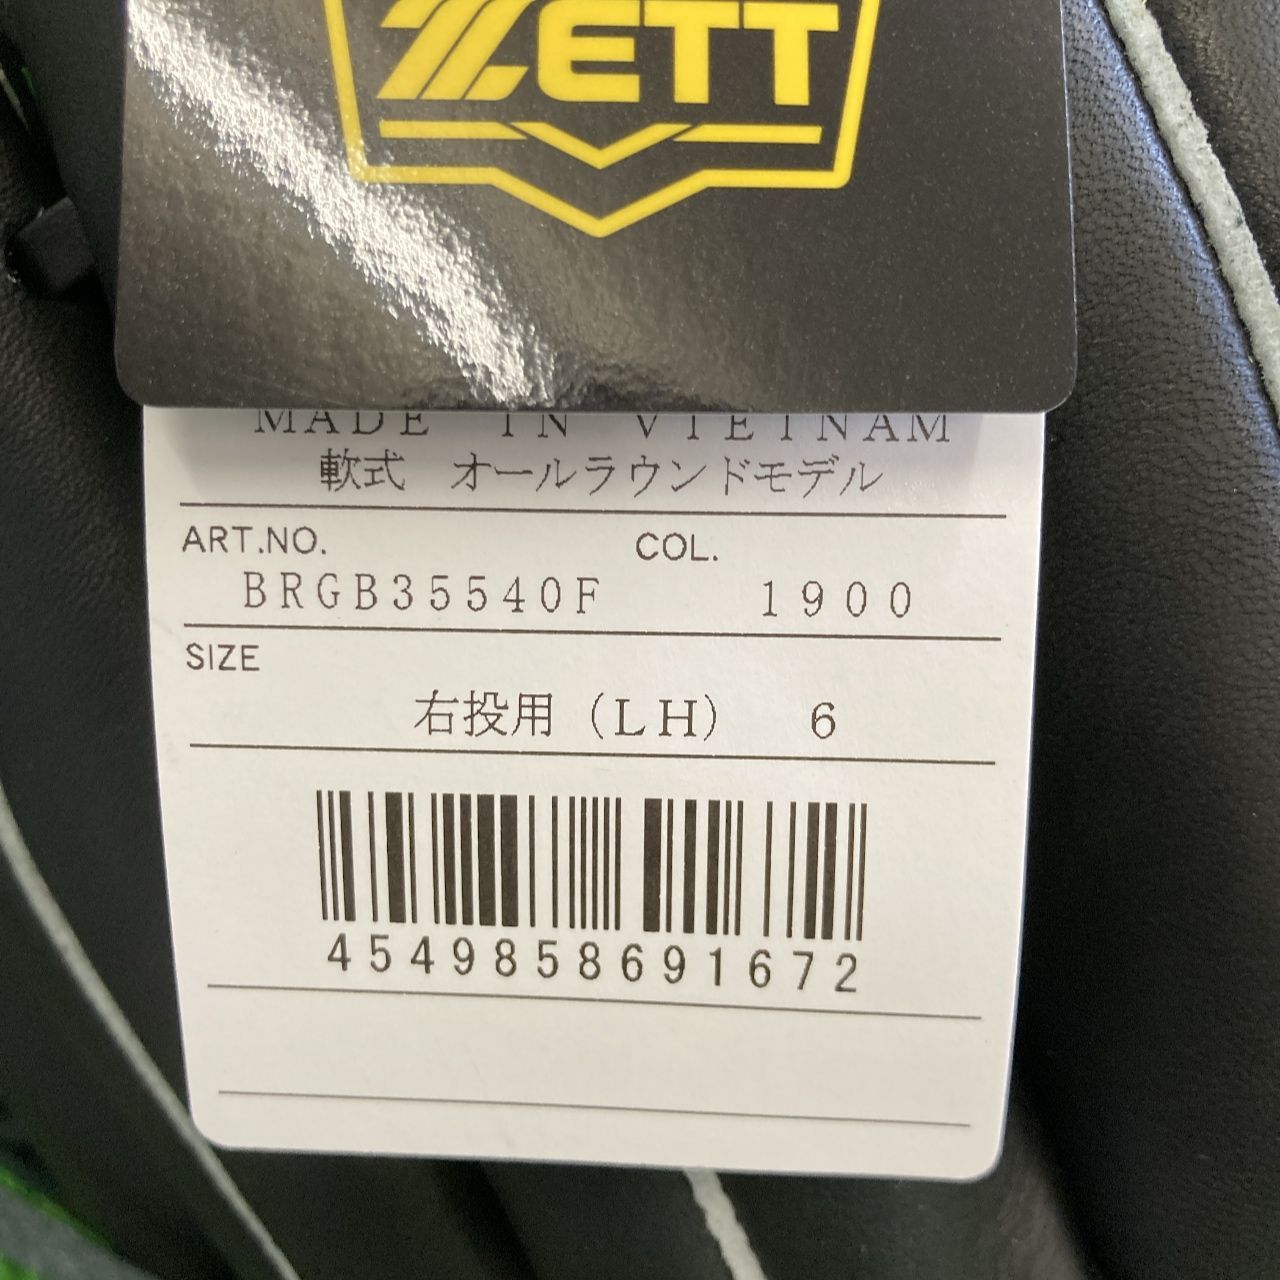 ZETT
MADE IN VIETNAM
軟式　オールラウンドモデル
ART.NO. COL.
BRGB35540F 1900
SIZE
右投用（LH） 6
4549858691672